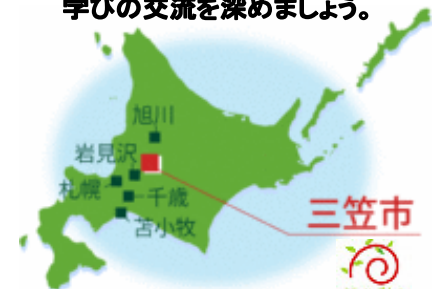 学びの交流を深めましょう。
旭川
岩見沢
札幌
千歳
苫小牧
三笠市